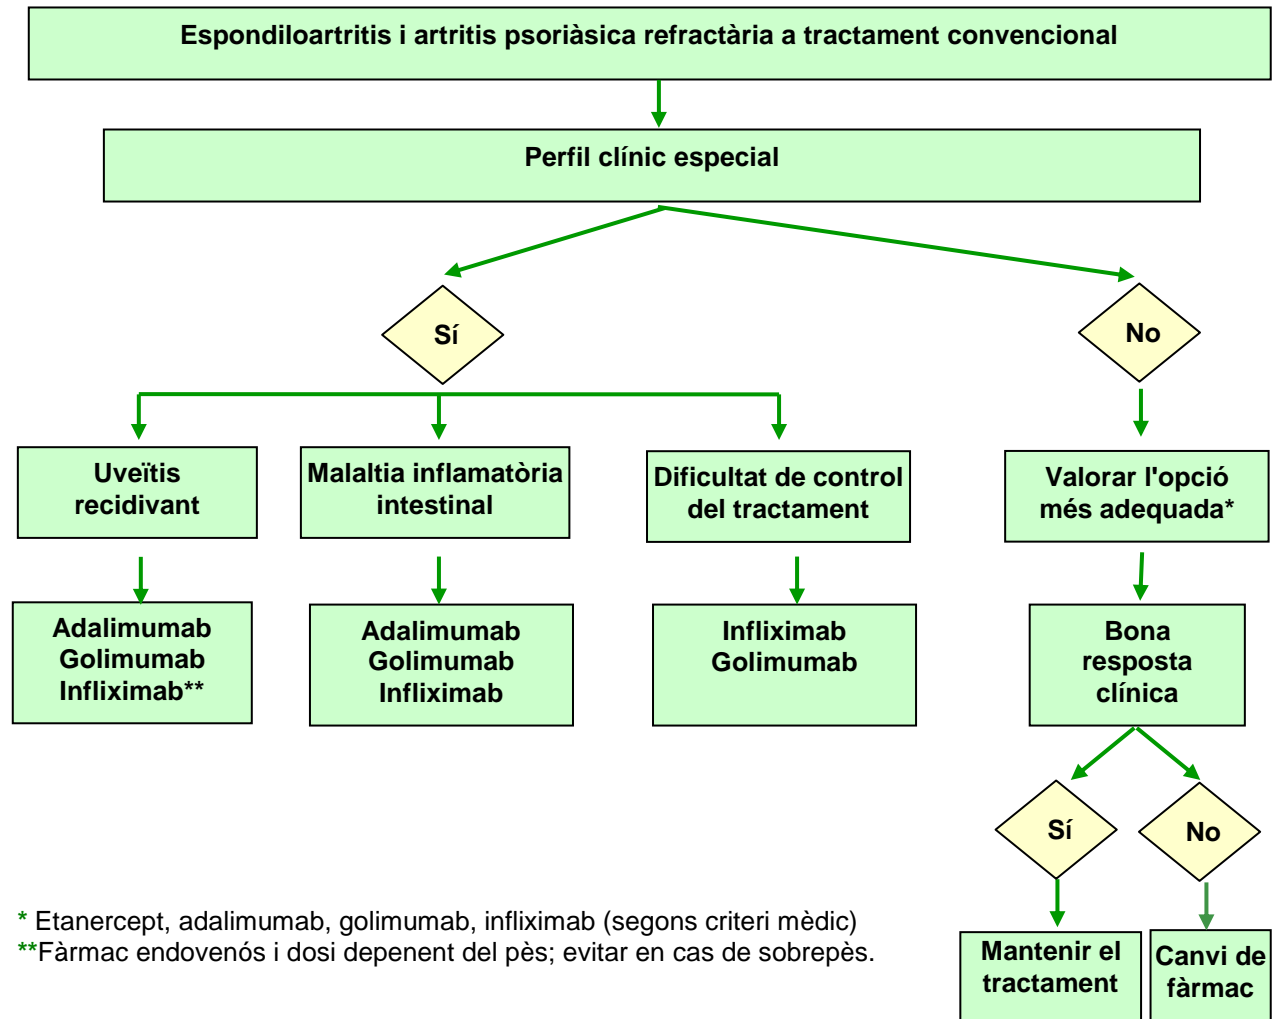 Espondiloartritis i artritis psoriàsica refractària a tractament convencional
Perfil clínic especial
Sí
No
Uveïtis
recidivant
Malaltia inflamatòria
intestinal
Dificultat de control
del tractament
Valorar l'opció
més adequada*
Adalimumab
Golimumab
Infliximab**
Adalimumab
Golimumab
Infliximab
Infliximab
Golimumab
Bona
resposta
clínica
Sí
No
* Etanercept, adalimumab, golimumab, infliximab (segons criteri mèdic)
**Fàrmac endovenós i dosi depenent del pès; evitar en cas de sobrepès.
Mantenir el
tractament
Canvi de
fàrmac